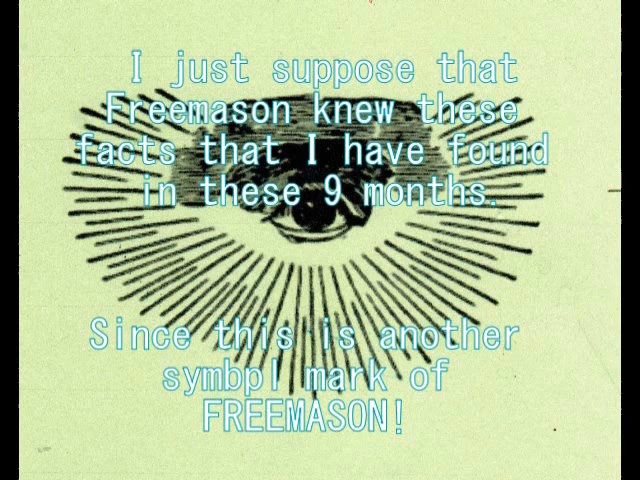 I just suppose that
Freemason knew these
facts that I have found
in these 9 months.
Since this is another
symbpl mark of
FREEMASON!